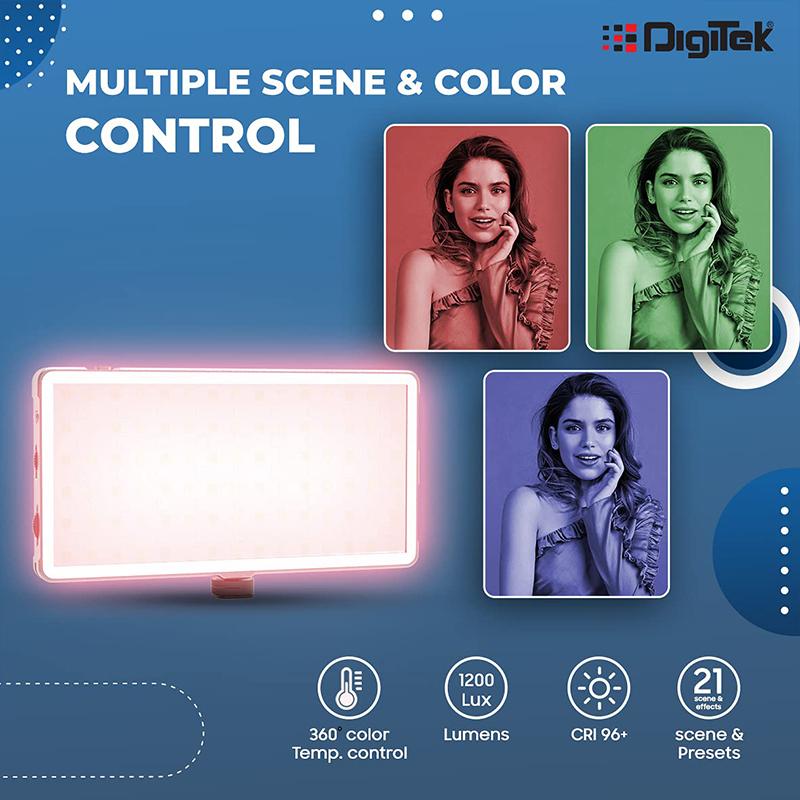 DigiTek®
MULTIPLE SCENE & COLOR
CONTROL
360° color
Temp. control
1200
Lux
Lumens
CRI 96+
21
scene &
effects
scene &
Presets